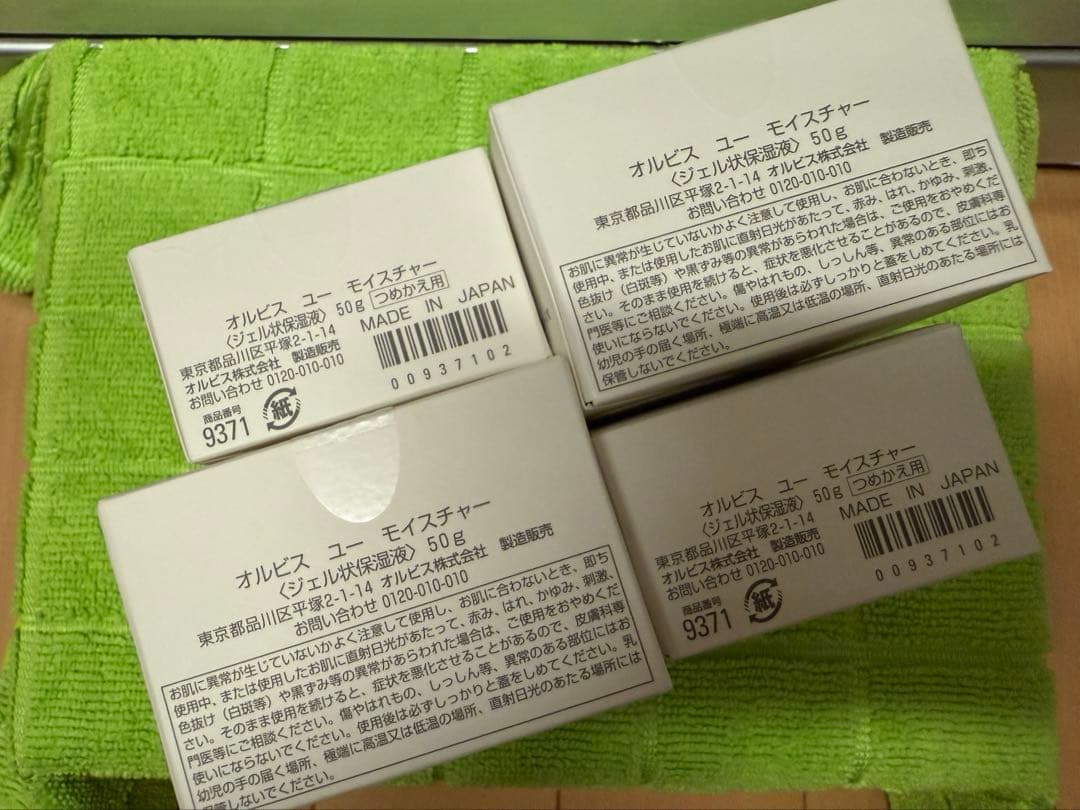 オルビス ユー モイスチャー
〈ジェル状保湿液〉50g
東京都品川区平塚2-1-14 オルビス株式会社 製造販売
お問い合わせ 0120-010-010
お肌に異常が生じていないかよく注意して使用し、お肌に合わないとき、即ち
使用中、または使用したお肌に直射日光があたって、赤み、はれ、かゆみ、刺激、
色抜け（白斑等）や黒ずみ等の異常があらわれた場合は、ご使用をおやめくだ
さい。そのまま使用を続けると、症状を悪化させることがあるので、皮膚科専
門医等にご相談ください。傷やはれもの、しっしん等、異常のある部位にはお
使いにならないでください。使用後は必ずしっかりと蓋をしめてください。乳
幼児の手の届く場所、極端に高温又は低温の場所、直射日光のあたる場所には
保管しないでください。
オルビス ユー モイスチャー
〈ジェル状保湿液〉50g つめかえ用
東京都品川区平塚2-1-14
オルビス株式会社 製造販売
お問い合わせ 0120-010-010
MADE IN JAPAN
00937102
商品番号
9371
紙
オルビス ユー モイスチャー
〈ジェル状保湿液〉50g
東京都品川区平塚2-1-14 オルビス株式会社 製造販売
お問い合わせ 0120-010-010
お肌に異常が生じていないかよく注意して使用し、お肌に合わないとき、即ち
使用中、または使用したお肌に直射日光があたって、赤み、はれ、かゆみ、刺激、
色抜け（白斑等）や黒ずみ等の異常があらわれた場合は、ご使用をおやめくだ
さい。そのまま使用を続けると、症状を悪化させることがあるので、皮膚科専
門医等にご相談ください。傷やはれもの、しっしん等、異常のある部位にはお
使いにならないでください。使用後は必ずしっかりと蓋をしめてください。乳
幼児の手の届く場所、極端に高温又は低温の場所、直射日光のあたる場所には
保管しないでください。
オルビス ユー モイスチャー
〈ジェル状保湿液〉50g つめかえ用
東京都品川区平塚2-1-14
オルビス株式会社 製造販売
お問い合わせ 0120-010-010
MADE IN JAPAN
00937102
商品番号
9371
紙